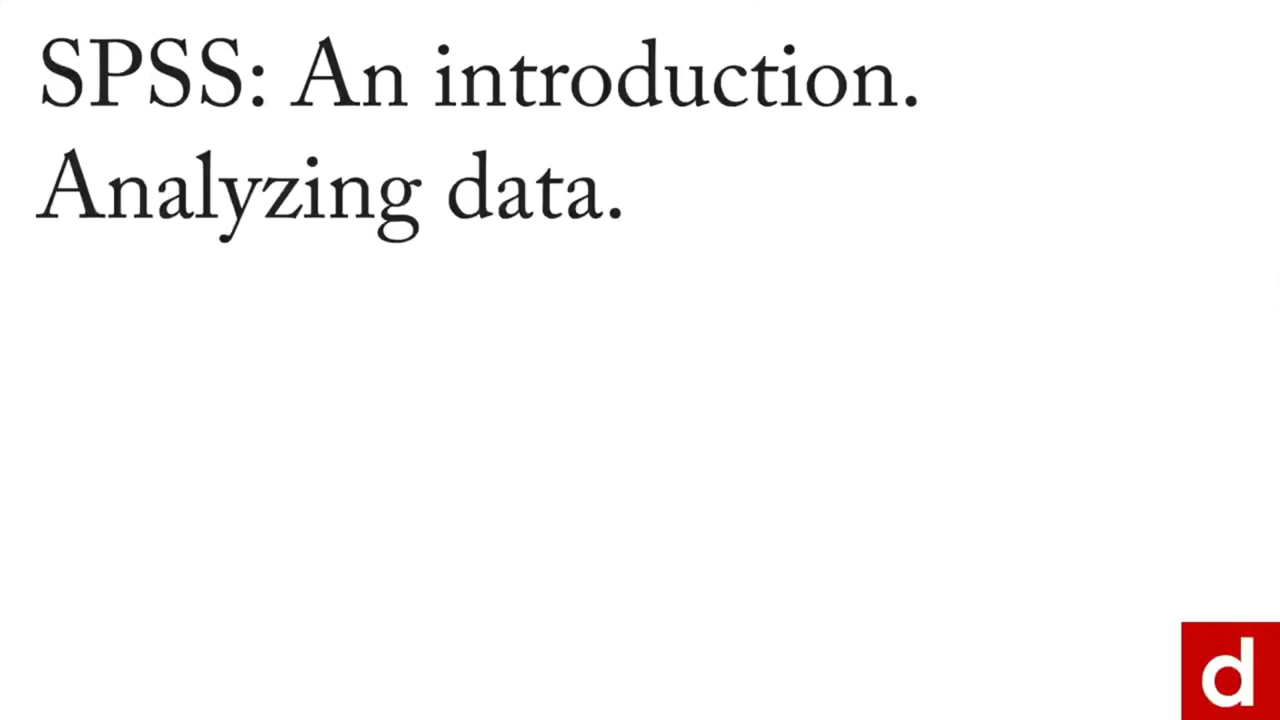 SPSS: An introduction.
Analyzing data.
d